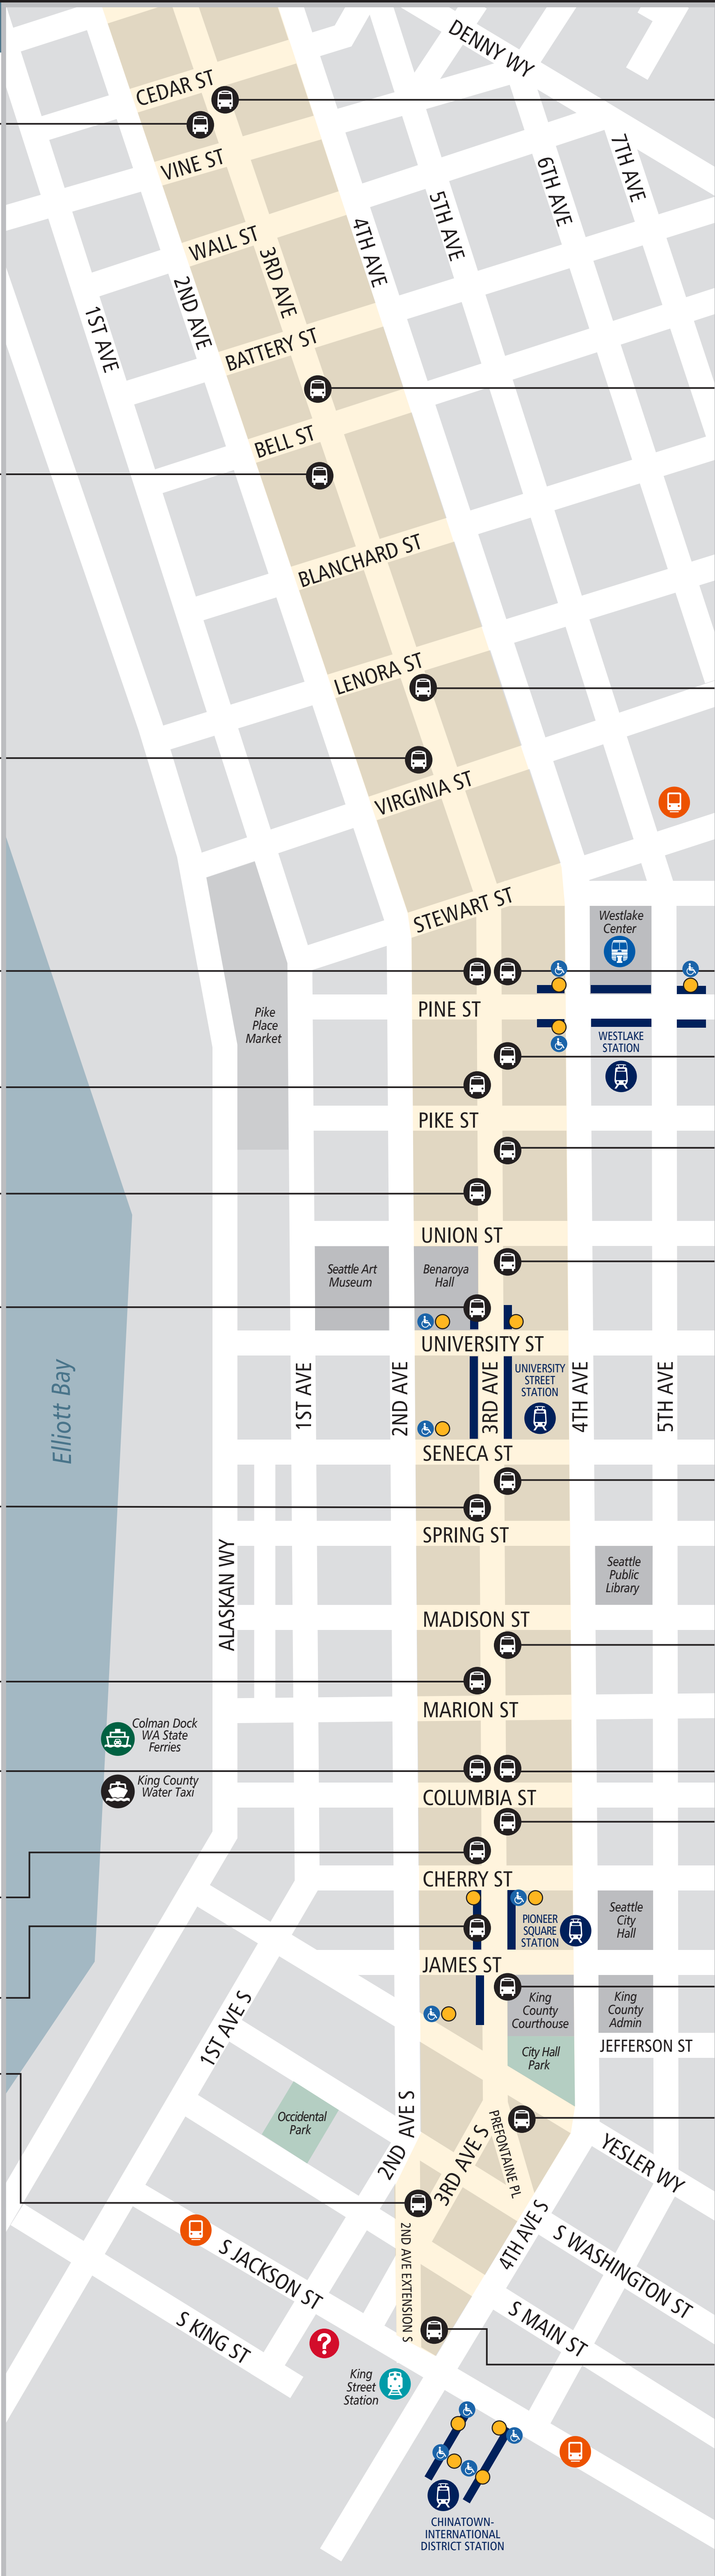 DENNY WY
CEDAR ST
VINE ST
7TH AVE
6TH AVE
5TH AVE
4TH AVE
WALL ST
3RD AVE
2ND AVE
1ST AVE
BATTERY ST
BELL ST
BLANCHARD ST
LENORA ST
VIRGINIA ST
STEWART ST
Westlake
Center
PINE ST
Pike
Place
Market
WESTLAKE
STATION
PIKE ST
UNION ST
Seattle Art
Museum
Benaroya
Hall
UNIVERSITY ST
Elliott Bay
1ST AVE
2ND AVE
3RD AVE
UNIVERSITY
STREET
STATION
4TH AVE
5TH AVE
SENECA ST
SPRING ST
ALASKAN WY
Seattle
Public
Library
MADISON ST
MARION ST
Colman Dock
WA State
Ferries
King County
Water Taxi
COLUMBIA ST
CHERRY ST
PIONEER
SQUARE
STATION
Seattle
City
Hall
JAMES ST
King
County
Courthouse
King
County
Admin
1ST AVE S
City Hall
Park
JEFFERSON ST
Occidental
Park
2ND AVE S
3RD AVE S
PREFONTAINE PL
YESLER WY
4TH AVE S
S WASHINGTON ST
2ND AVE EXTENSION S
S JACKSON ST
S MAIN ST
S KING ST
?
King
Street
Station
CHINATOWN-
INTERNATIONAL
DISTRICT STATION